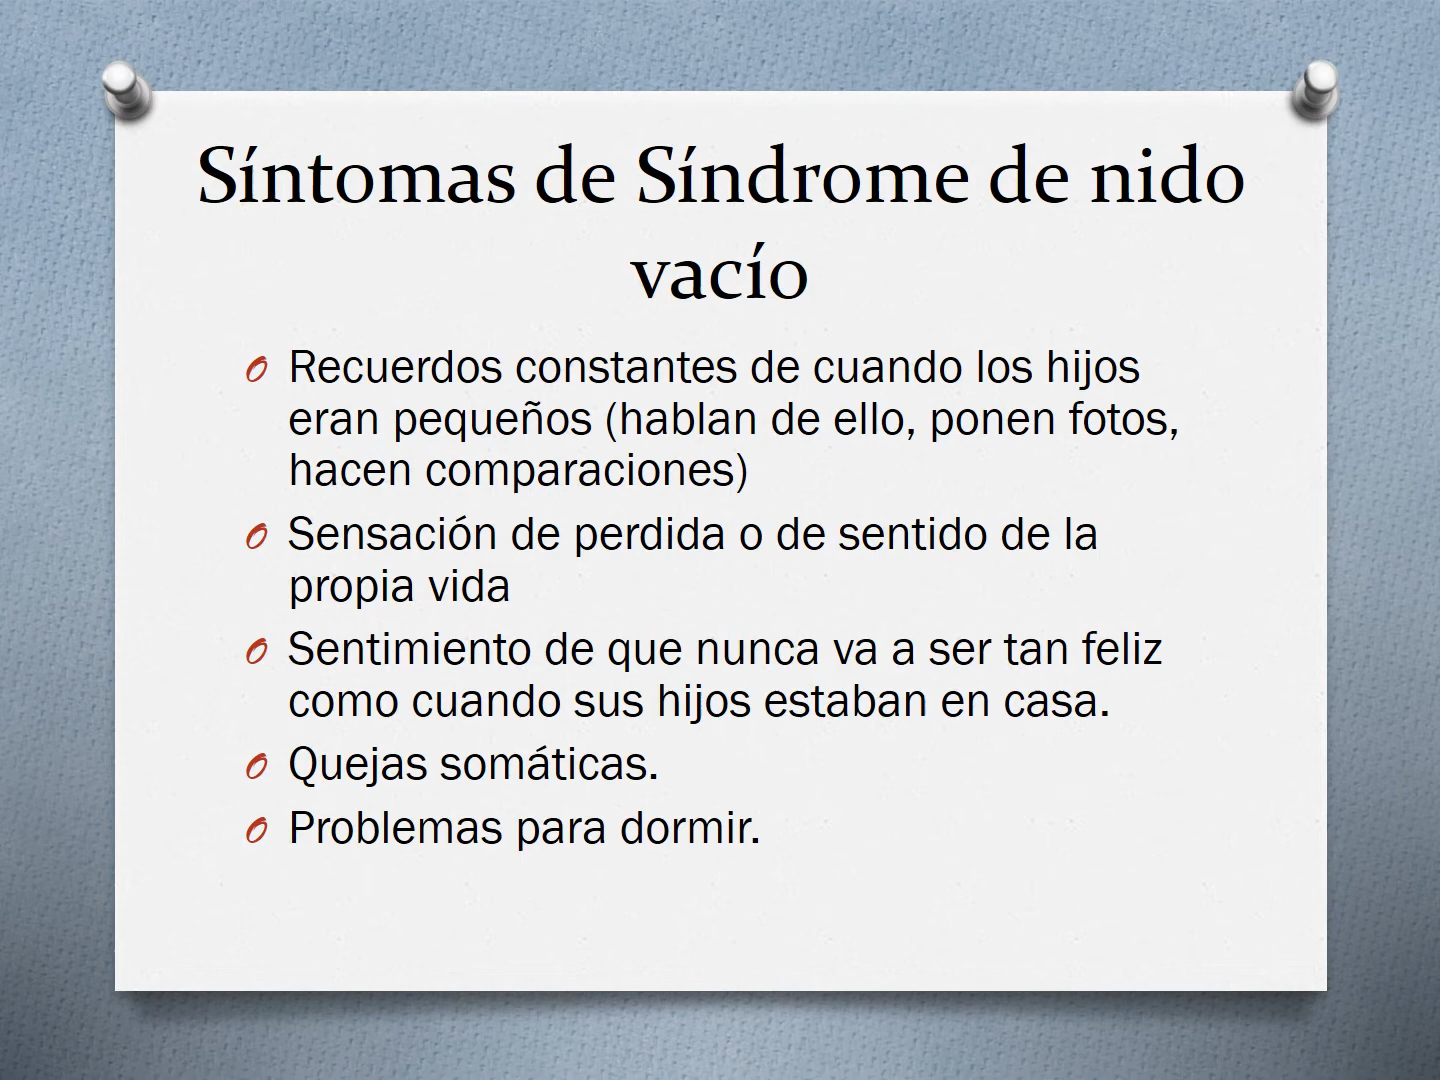 Síntomas de Síndrome de nido
vacío
Recuerdos constantes de cuando los hijos
eran pequeños (hablan de ello, ponen fotos,
hacen comparaciones)
Sensación de perdida o de sentido de la
propia vida
Sentimiento de que nunca va a ser tan feliz
como cuando sus hijos estaban en casa.
Quejas somáticas.
Problemas para dormir.